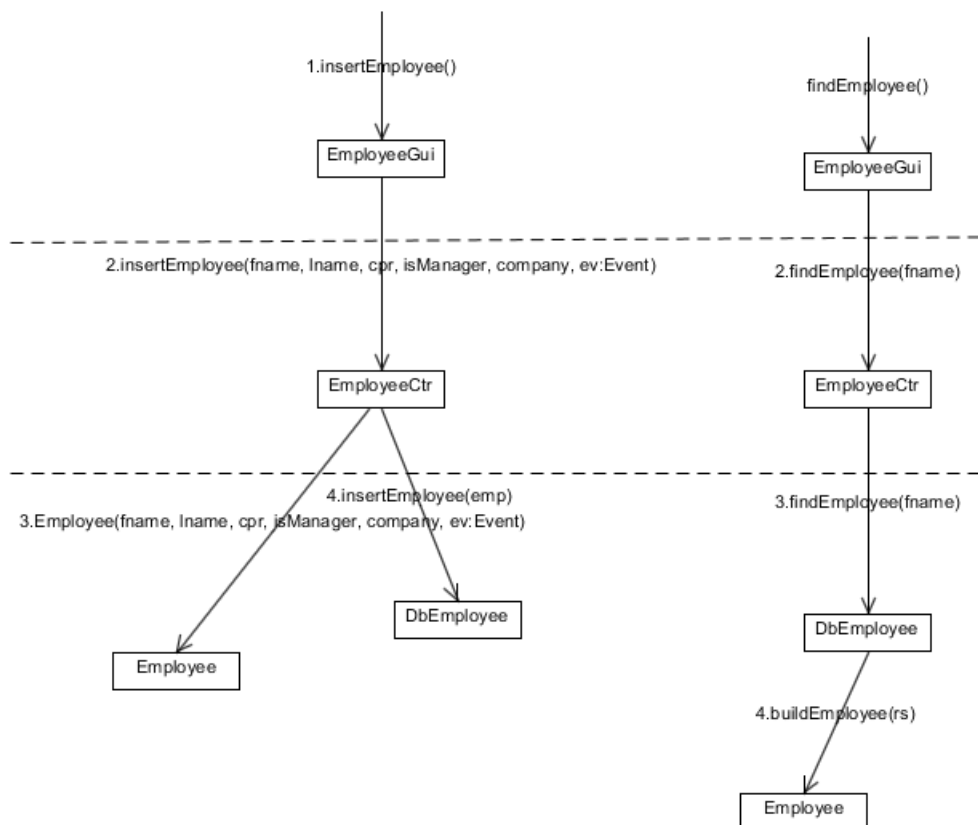 1.insertEmployee()
EmployeeGui
2.insertEmployee(fname, lname, cpr, isManager, company, ev:Event)
EmployeeCtr
4.insertEmployee(emp)
3.Employee(fname, lname, cpr, isManager, company, ev:Event)
DbEmployee
Employee
findEmployee()
EmployeeGui
2.findEmployee(fname)
EmployeeCtr
3.findEmployee(fname)
DbEmployee
4.buildEmployee(rs)
Employee